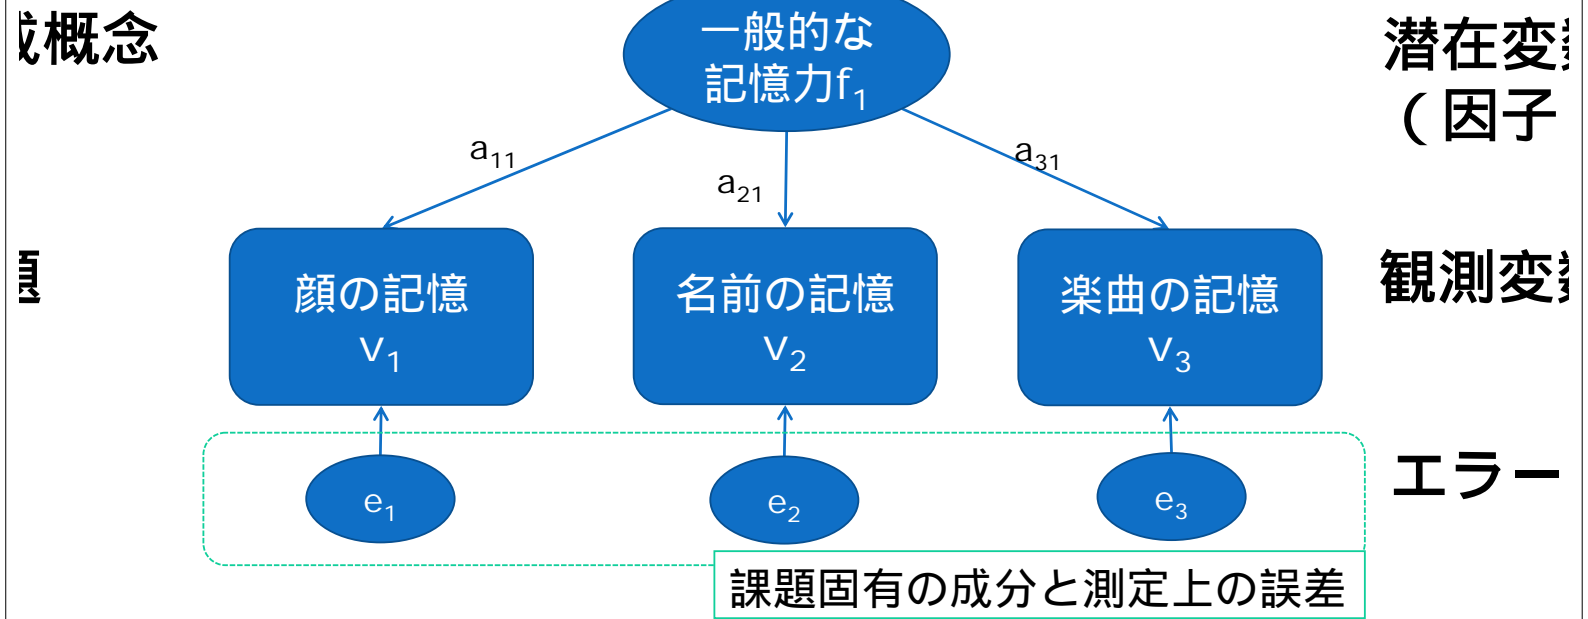 概念
一般的な
記憶力f₁
潜在変
（因子
a₁₁
a₂₁
a₃₁
顔の記憶
v₁
名前の記憶
v₂
楽曲の記憶
v₃
観測変
エラー
e₁
e₂
e₃
課題固有の成分と測定上の誤差